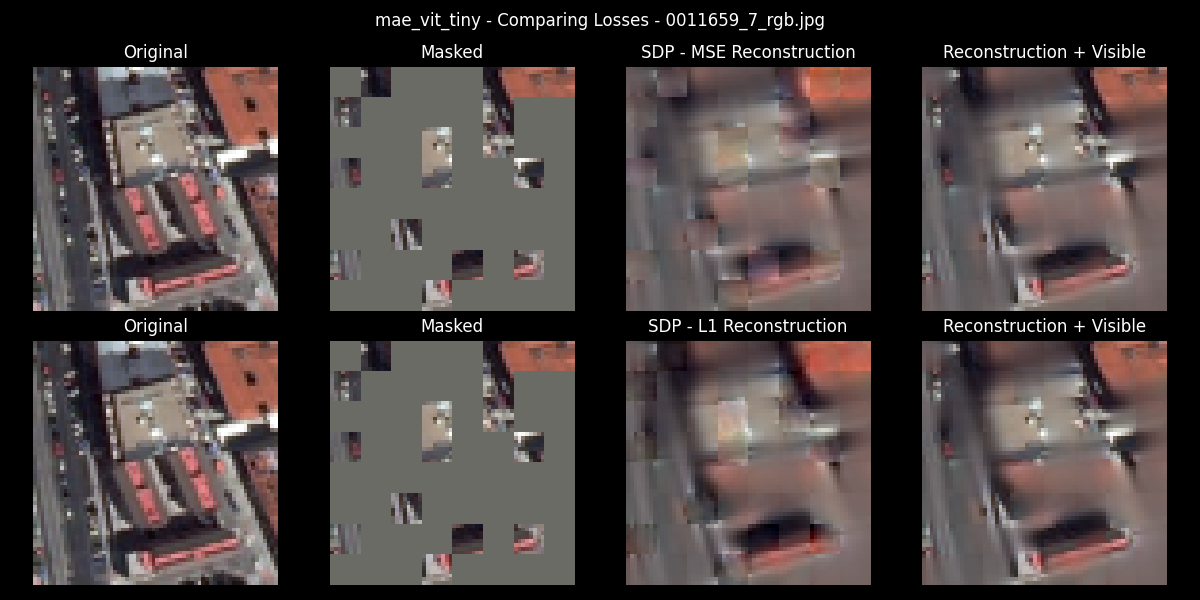 mae_vit_tiny - Comparing Losses - 0011659_7_rgb.jpg
Original
Masked
SDP - MSE Reconstruction
Reconstruction + Visible
Original
Masked
SDP - L1 Reconstruction
Reconstruction + Visible